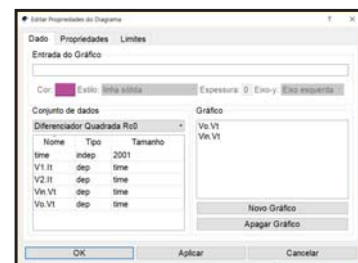 Editar Propriedades do Diagrama ? X
Dado Propriedades Limites
Entrada do Gráfico
Cor: Estilo: linha sólida Espessura: 0 Eixo-y: Eixo esquerda
Conjunto de dados
Diferenciador Quadrada Rc0
Nome Tipo Tamanho
time indep 2001
V1.It dep time
V2.It dep time
Vin.Vt dep time
Vo.Vt dep time
Gráfico
Vo.Vt
Vin.Vt
Novo Gráfico
Apagar Gráfico
OK Aplicar Cancelar